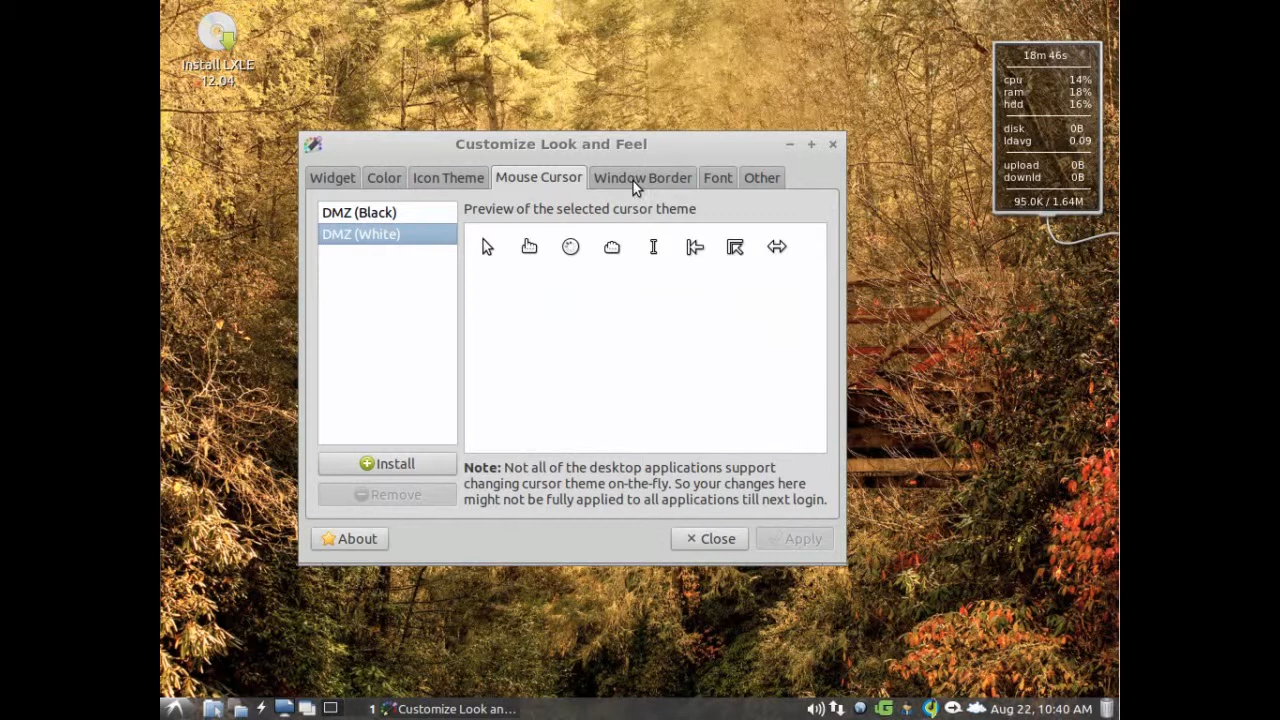 Install LXLE
12.04
18m 46s
cpu 14%
ram 18%
hdd 16%
disk 0B
ldavg 0.09
upload 0B
downld 0B
95.0K / 1.64M
Customize Look and Feel
Widget Color Icon Theme Mouse Cursor Window Border Font Other
DMZ (Black)
DMZ (White)
Preview of the selected cursor theme
Install
Remove
Note: Not all of the desktop applications support
changing cursor theme on-the-fly. So your changes here
might not be fully applied to all applications till next login.
About
Close
Apply
1 Customize Look an...
Aug 22, 10:40 AM